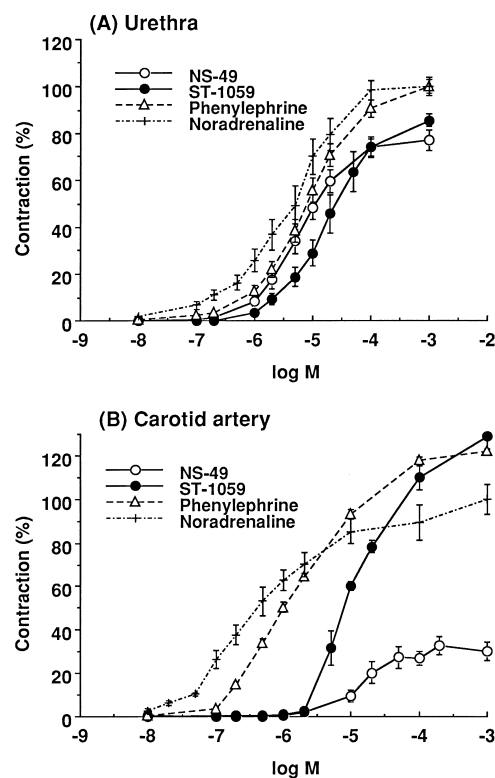 (A) Urethra
120
100
80
60
40
20
0
Contraction (%)
NS-49
ST-1059
Phenylephrine
Noradrenaline
-9 -8 -7 -6 -5 -4 -3 -2
log M
(B) Carotid artery
120
100
80
60
40
20
0
Contraction (%)
NS-49
ST-1059
Phenylephrine
Noradrenaline
-9 -8 -7 -6 -5 -4 -3
log M